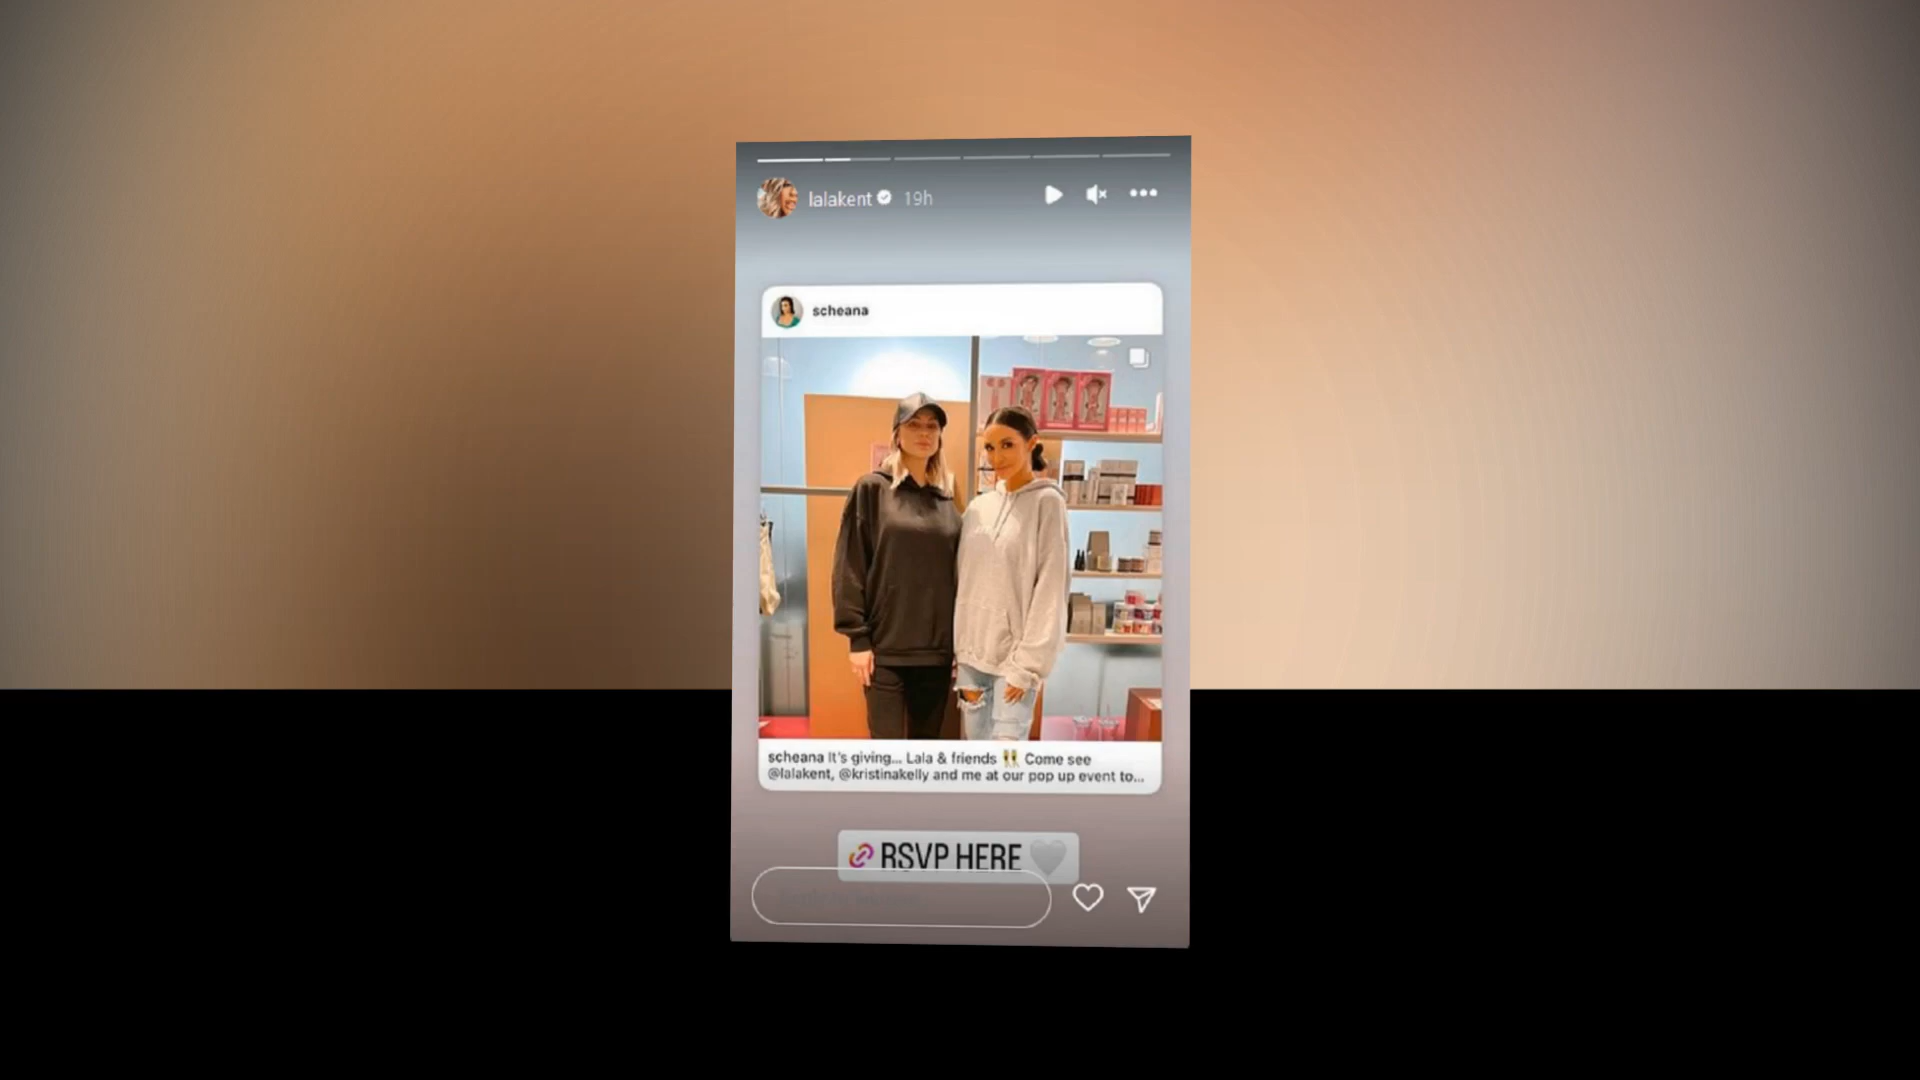 lalakent 19h
scheana
scheana It's giving... Lala & friends 👯 Come see
@lalakent, @kristinakelly and me at our pop up event to...
RSVP HERE